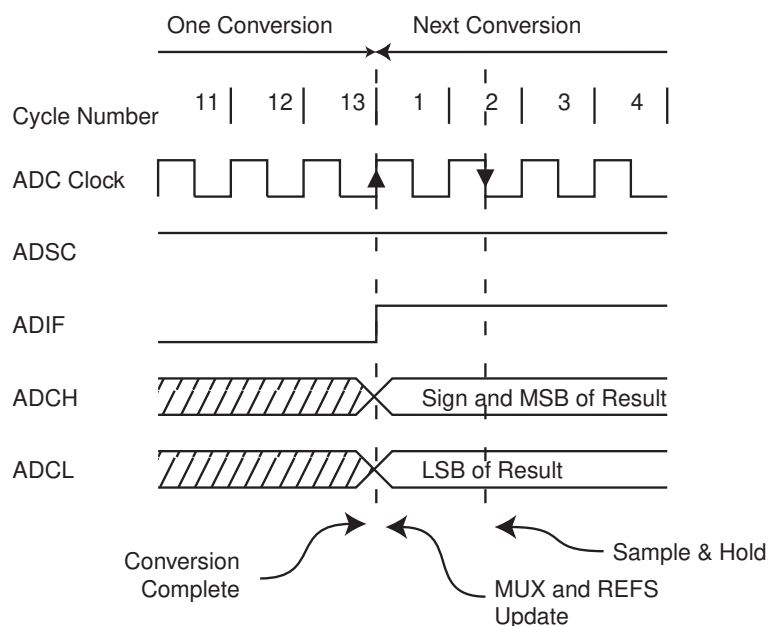 One Conversion Next Conversion
Cycle Number 11 12 13 1 2 3 4
ADC Clock
ADSC
ADIF
ADCH Sign and MSB of Result
ADCL LSB of Result
Conversion
Complete
MUX and REFS
Update
Sample & Hold